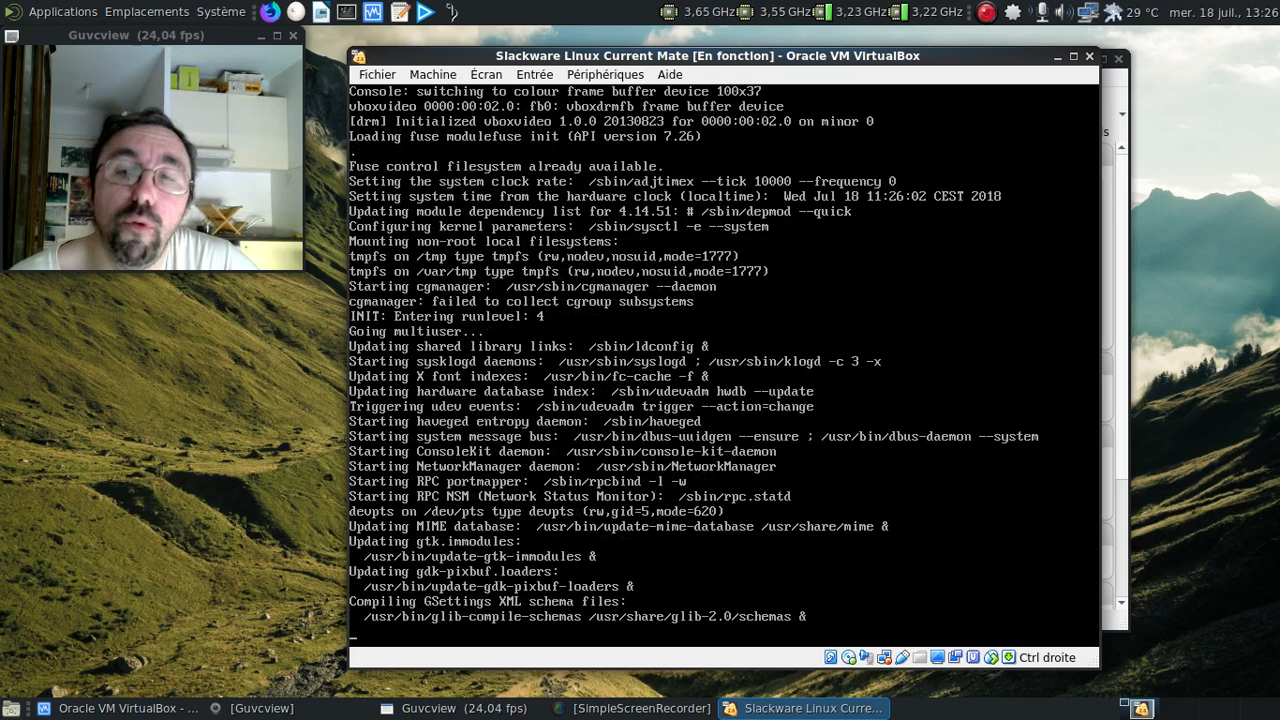 Applications Emplacements Système
3,65 GHz 3,55 GHz 3,23 GHz 3,22 GHz
29 °C mer. 18 juil., 13:26
Guvcview (24,04 fps)
Slackware Linux Current Mate [En fonction] - Oracle VM VirtualBox
Fichier Machine Écran Entrée Périphériques Aide
Console: switching to colour frame buffer device 100x37
vboxvideo 0000:00:02.0: fb0: vboxdrmfb frame buffer device
[drm] Initialized vboxvideo 1.0.0 20130823 for 0000:00:02.0 on minor 0
Loading fuse modulefuse init (API version 7.26)
.
Fuse control filesystem already available.
Setting the system clock rate:  /sbin/adjtimex --tick 10000 --frequency 0
Setting system time from the hardware clock (localtime):  Wed Jul 18 11:26:02 CEST 2018
Updating module dependency list for 4.14.51: # /sbin/depmod --quick
Configuring kernel parameters:  /sbin/sysctl -e --system
Mounting non-root local filesystems:
tmpfs on /tmp type tmpfs (rw,nodev,nosuid,mode=1777)
tmpfs on /var/tmp type tmpfs (rw,nodev,nosuid,mode=1777)
Starting cgmanager:  /usr/sbin/cgmanager --daemon
cgmanager: failed to collect cgroup subsystems
INIT: Entering runlevel: 4
Going multiuser...
Updating shared library links:  /sbin/ldconfig &
Starting sysklogd daemons:  /usr/sbin/syslogd ; /usr/sbin/klogd -c 3 -x
Updating X font indexes:  /usr/bin/fc-cache -f &
Updating hardware database index:  /sbin/udevadm hwdb --update
Triggering udev events:  /sbin/udevadm trigger --action=change
Starting haveged entropy daemon:  /sbin/haveged
Starting system message bus:  /usr/bin/dbus-uuidgen --ensure ; /usr/bin/dbus-daemon --system
Starting ConsoleKit daemon:  /usr/sbin/console-kit-daemon
Starting NetworkManager daemon:  /usr/sbin/NetworkManager
Starting RPC portmapper:  /sbin/rpcbind -l -w
Starting RPC NSM (Network Status Monitor):  /sbin/rpc.statd
devpts on /dev/pts type devpts (rw,gid=5,mode=620)
Updating MIME database:  /usr/bin/update-mime-database /usr/share/mime &
Updating gtk.immodules:
/usr/bin/update-gtk-immodules &
Updating gdk-pixbuf.loaders:
/usr/bin/update-gdk-pixbuf-loaders &
Compiling GSettings XML schema files:
/usr/bin/glib-compile-schemas /usr/share/glib-2.0/schemas &
_
Ctrl droite
Oracle VM VirtualBox - ... [Guvcview] Guvcview (24,04 fps) [SimpleScreenRecorder] Slackware Linux Curre...